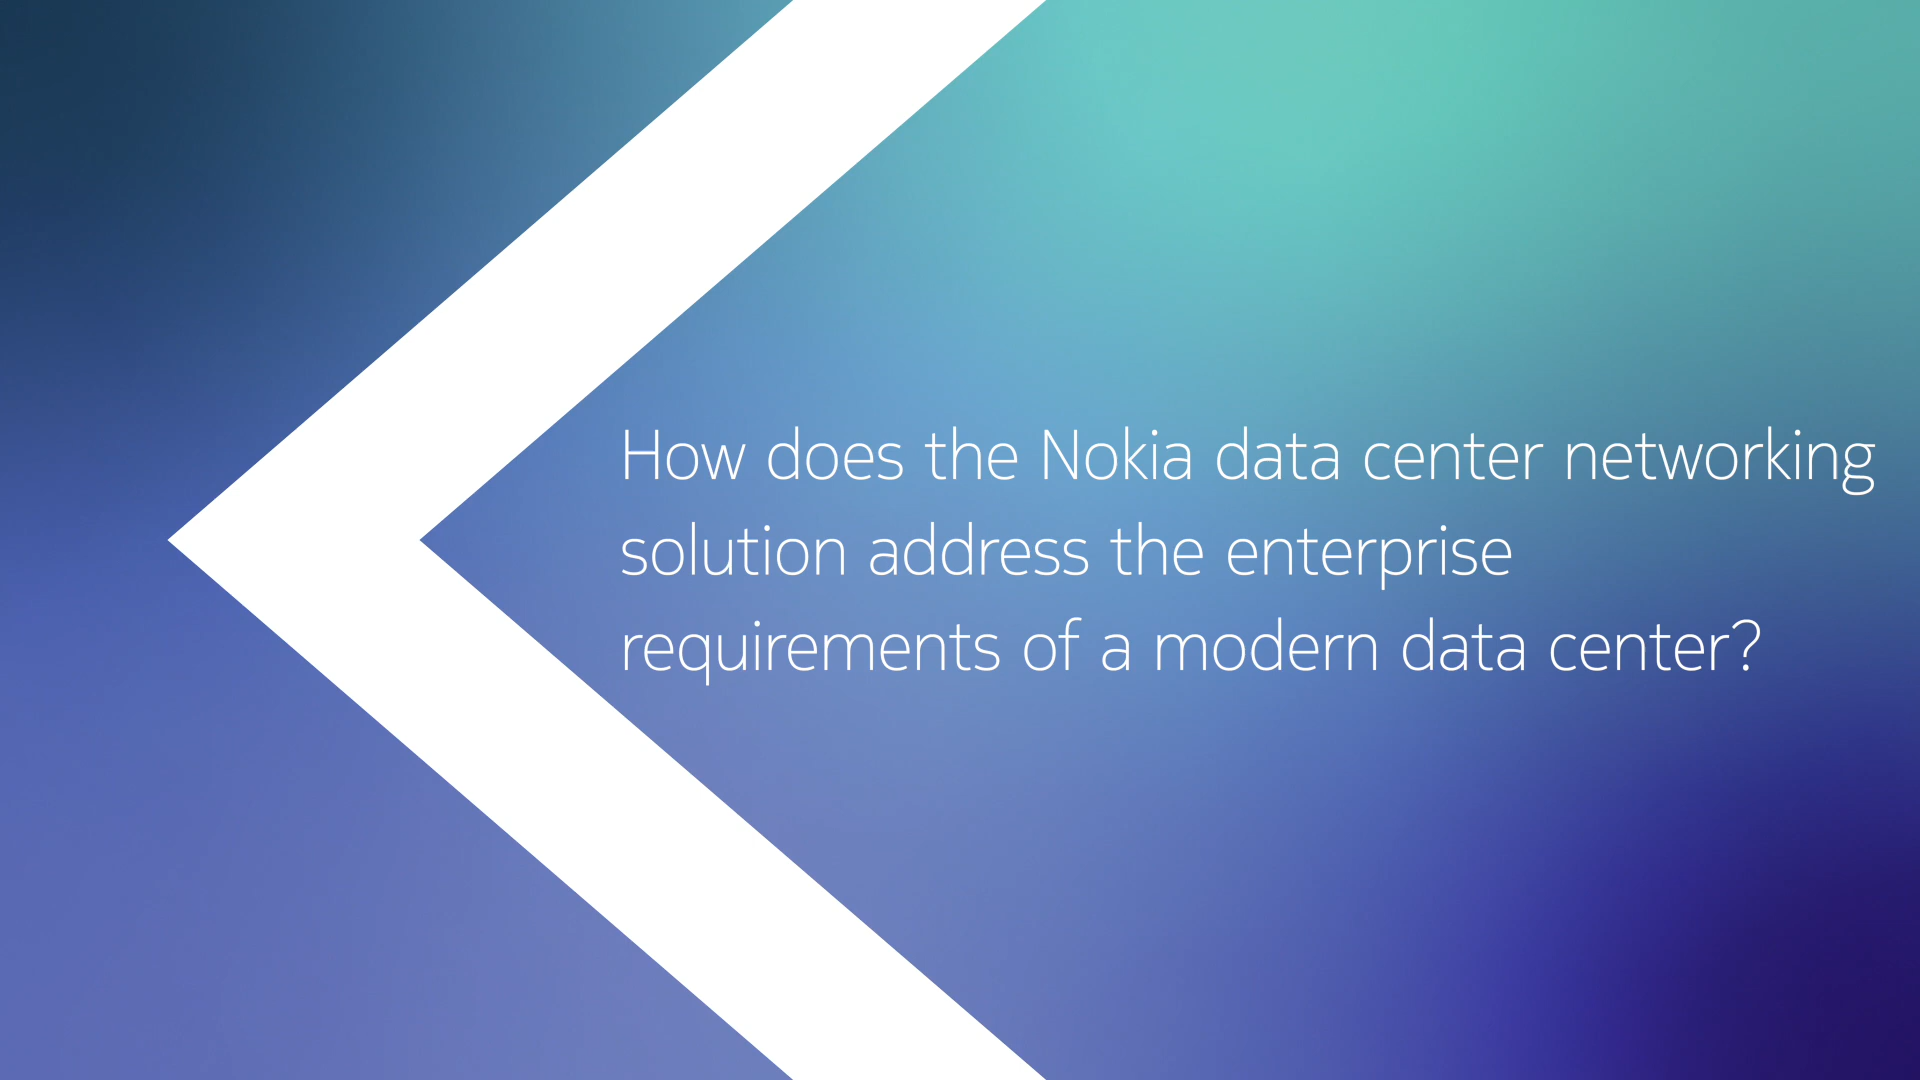 How does the Nokia data center networking
solution address the enterprise
requirements of a modern data center?